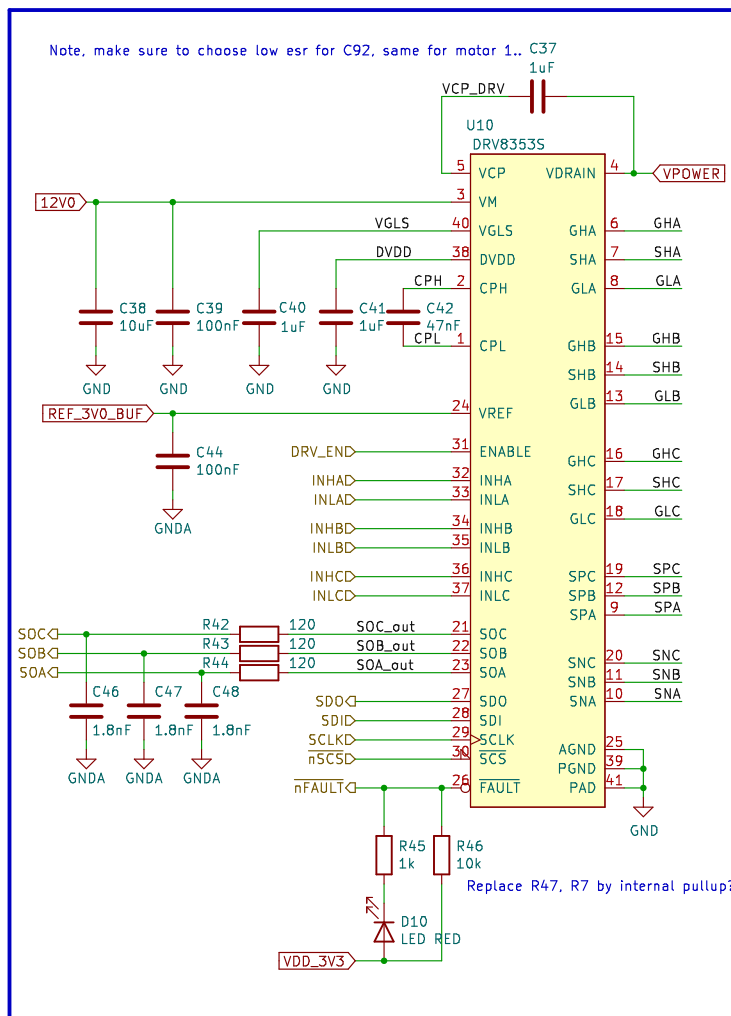 Note, make sure to choose low esr for C92, same for motor 1..
C37
1uF
VCP_DRV
U10
DRV8353S
5 VCP VDRAIN 4 VPOWER
12V0 3 VM
VGLS 40 VGLS GHA 6 GHA
DVDD 38 DVDD SHA 7 SHA
CPH 2 CPH GLA 8 GLA
C38 C39 C40 C41 C42
10uF 100nF 1uF 1uF 47nF
CPL 1 CPL GHB 15 GHB
SHB 14 SHB
GND GND GND GND
GLB 13 GLB
REF_3V0_BUF 24 VREF
C44
100nF
GNDA
DRV_EN 31 ENABLE
GHC 16 GHC
INHA 32 INHA
SHC 17 SHC
INLA 33 INLA
GLC 18 GLC
INHB 34 INHB
INLB 35 INLB
INHC 36 INHC SPC 19 SPC
INLC 37 INLC SPB 12 SPB
SPA 9 SPA
SOC R42 120 SOC_out 21 SOC
SOB R43 120 SOB_out 22 SOB
SOA R44 120 SOA_out 23 SOA
SNC 20 SNC
SNB 11 SNB
SNA 10 SNA
C46 C47 C48
1.8nF 1.8nF 1.8nF
GNDA GNDA GNDA
SDO 27 SDO
SDI 28 SDI
SCLK 29 SCLK
nSCS 30 SCS
AGND 25
PGND 39
nFAULT 26 FAULT PAD 41
GND
R45 R46
1k 10k
Replace R47, R7 by internal pullup?
D10
LED RED
VDD_3V3